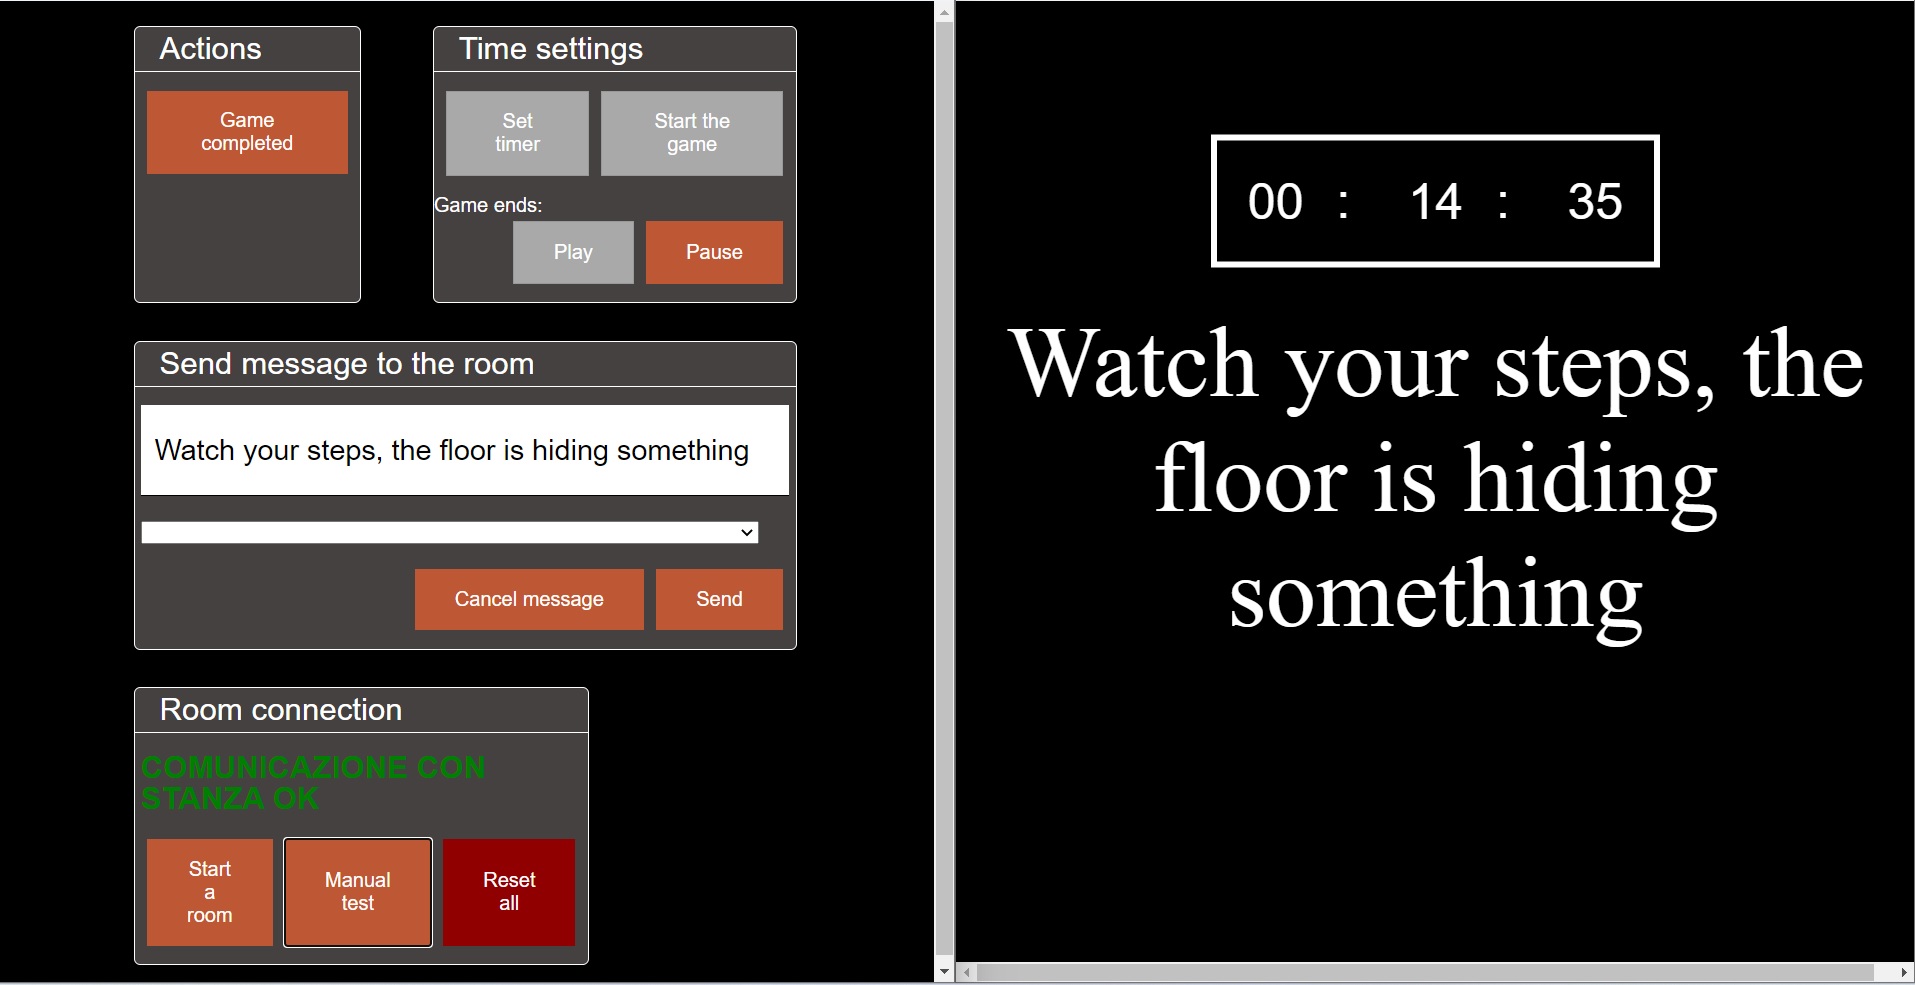 Actions
Game
completed
Time settings
Set
timer
Start the
game
Game ends:
Play
Pause
Send message to the room
Watch your steps, the floor is hiding something
Cancel message
Send
Room connection
COMUNICAZIONE CON
STANZA OK
Start
a
room
Manual
test
Reset
all
00 : 14 : 35
Watch your steps, the
floor is hiding
something